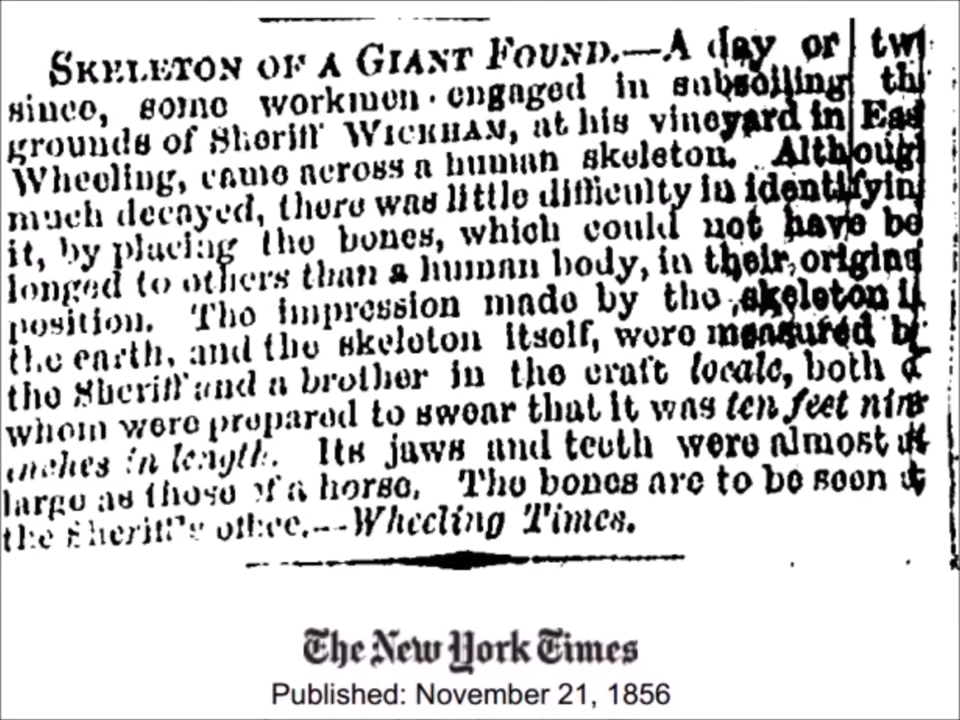 SKELETON OF A GIANT FOUND.—A day or tw
since, some workmen engaged in subsoiling th
grounds of Sheriff WICKHAM, at his vineyard in Eas
Wheeling, came across a human skeleton. Althoug
much decayed, there was little difficulty in identifyin
it, by placing the bones, which could not have be
longed to others than a human body, in their origina
position. The impression made by the skeleton i
the earth, and the skeleton itself, were measured b
the Sheriff and a brother in the craft locale, both
whom were prepared to swear that it was ten feet nine
inches in length. Its jaws and teeth were almost
large as those of a horse. The bones are to be seen
the Sheriff's office.—Wheeling Times.
The New York Times
Published: November 21, 1856